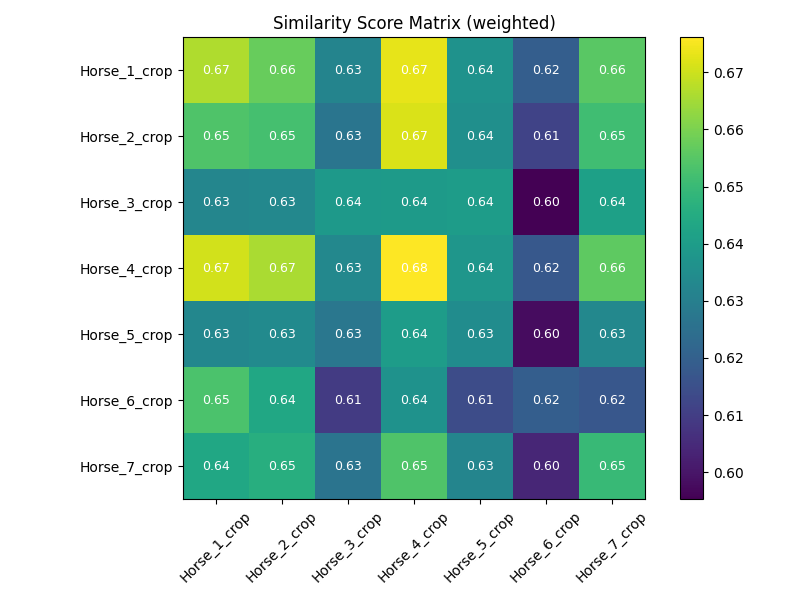 Similarity Score Matrix (weighted)
Horse_1_crop 0.67 0.66 0.63 0.67 0.64 0.62 0.66
Horse_2_crop 0.65 0.65 0.63 0.67 0.64 0.61 0.65
Horse_3_crop 0.63 0.63 0.64 0.64 0.64 0.60 0.64
Horse_4_crop 0.67 0.67 0.63 0.68 0.64 0.62 0.66
Horse_5_crop 0.63 0.63 0.63 0.64 0.63 0.60 0.63
Horse_6_crop 0.65 0.64 0.61 0.64 0.61 0.62 0.62
Horse_7_crop 0.64 0.65 0.63 0.65 0.63 0.60 0.65
Horse_1_crop Horse_2_crop Horse_3_crop Horse_4_crop Horse_5_crop Horse_6_crop Horse_7_crop
0.67
0.66
0.65
0.64
0.63
0.62
0.61
0.60